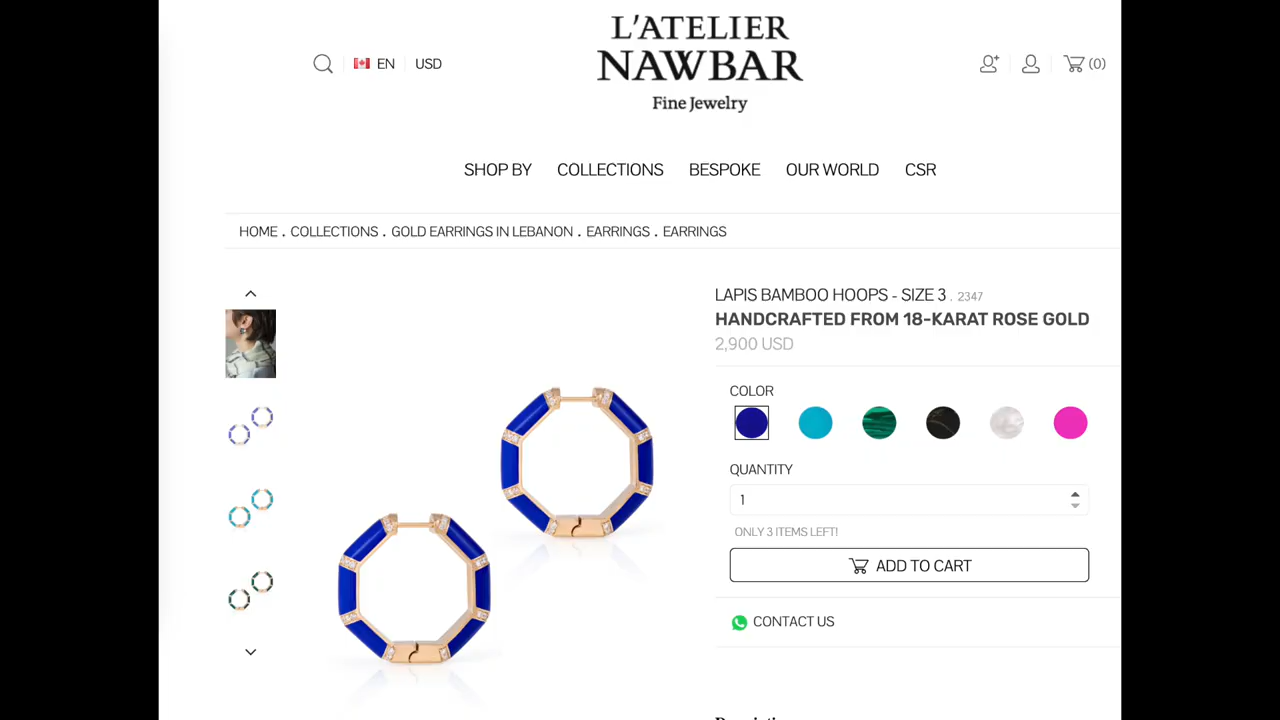 L'ATELIER
NAWBAR
Fine Jewelry
EN
USD
(0)
SHOP BY COLLECTIONS BESPOKE OUR WORLD CSR
HOME . COLLECTIONS . GOLD EARRINGS IN LEBANON . EARRINGS . EARRINGS
LAPIS BAMBOO HOOPS - SIZE 3 . 2347
HANDCRAFTED FROM 18-KARAT ROSE GOLD
2,900 USD
COLOR
QUANTITY
1
ONLY 3 ITEMS LEFT!
ADD TO CART
CONTACT US